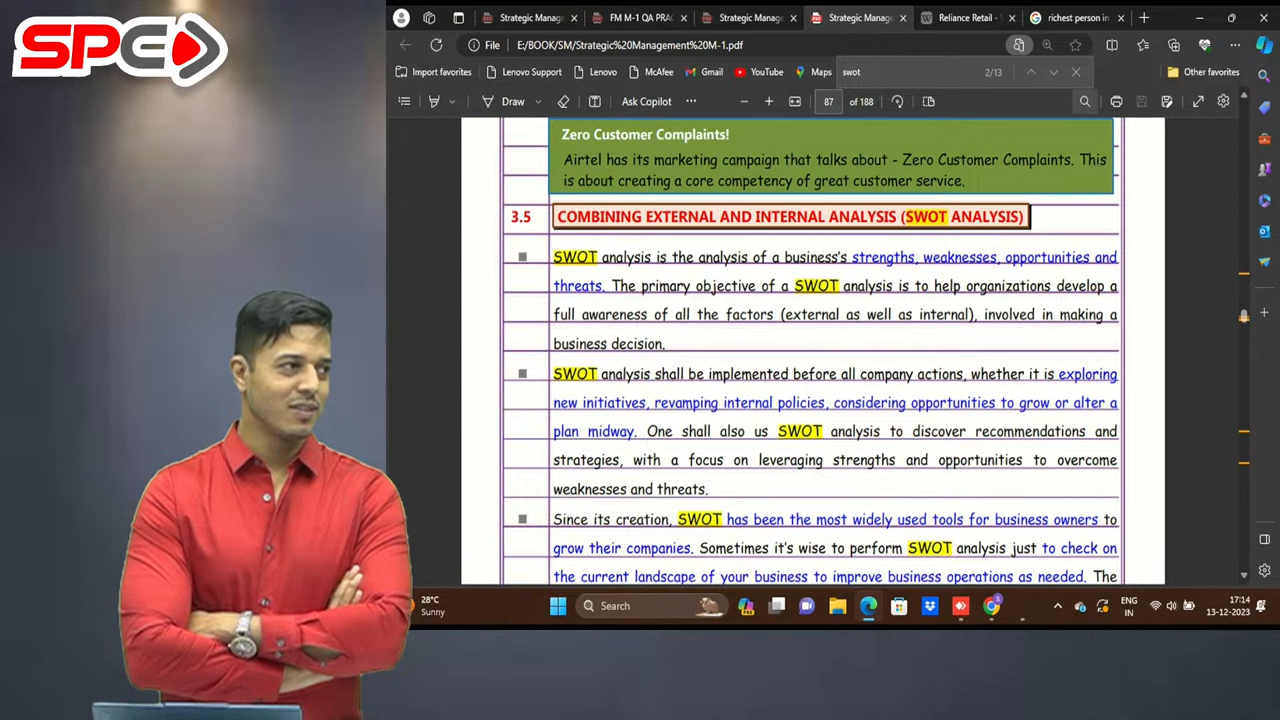 SPC
Strategic Manag
FM M-1 QA PRA
Strategic Manag
Strategic Manag
Reliance Retail - W
richest person in
File
E:/BOOK/SM/Strategic%20Management%20M-1.pdf
Import favorites
Lenovo Support
Lenovo
McAfee
Gmail
YouTube
Maps
swot
2/13
Other favorites
Draw
Ask Copilot
87
of 188
Zero Customer Complaints!
Airtel has its marketing campaign that talks about - Zero Customer Complaints. This
is about creating a core competency of great customer service.
3.5 COMBINING EXTERNAL AND INTERNAL ANALYSIS (SWOT ANALYSIS)
SWOT analysis is the analysis of a business's strengths, weaknesses, opportunities and
threats. The primary objective of a SWOT analysis is to help organizations develop a
full awareness of all the factors (external as well as internal), involved in making a
business decision.
SWOT analysis shall be implemented before all company actions, whether it is exploring
new initiatives, revamping internal policies, considering opportunities to grow or alter a
plan midway. One shall also us SWOT analysis to discover recommendations and
strategies, with a focus on leveraging strengths and opportunities to overcome
weaknesses and threats.
Since its creation, SWOT has been the most widely used tools for business owners to
grow their companies. Sometimes it's wise to perform SWOT analysis just to check on
the current landscape of your business to improve business operations as needed. The
28°C
Sunny
Search
ENG
IN
17:14
13-12-2023